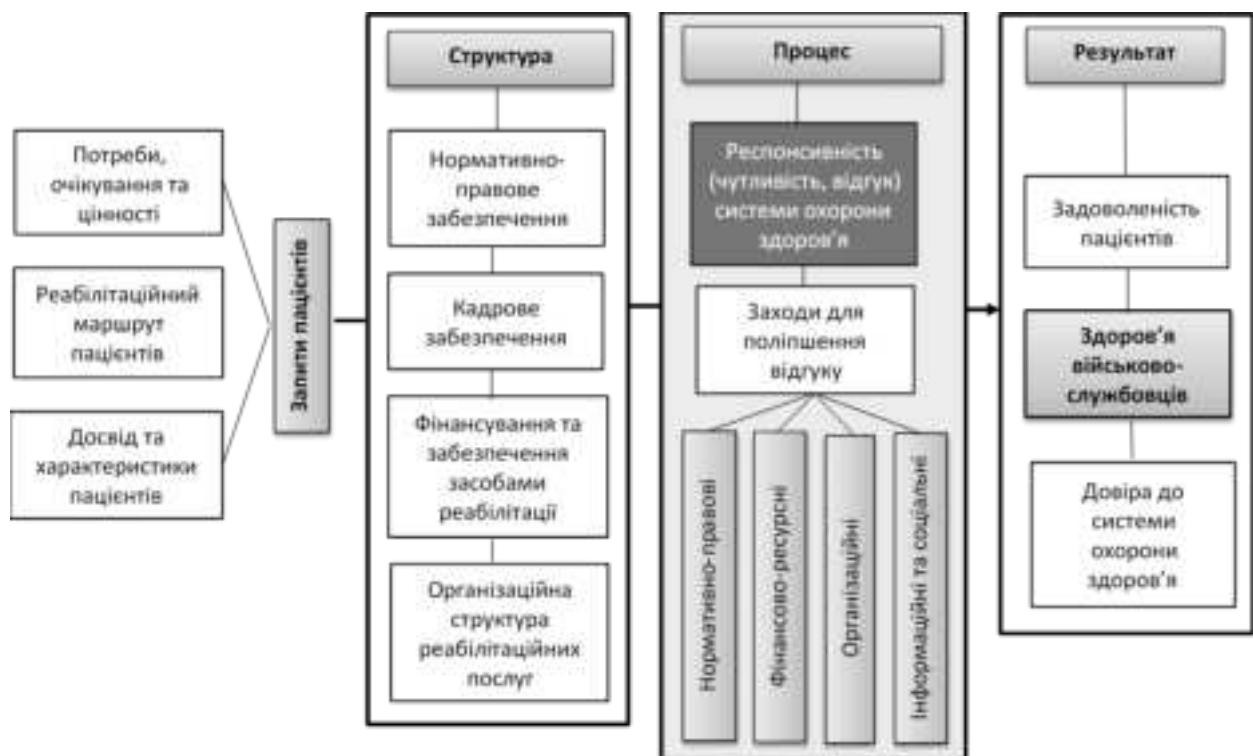 Потреби,
очікування та
цінності
Реабілітаційний
маршрут
пацієнтів
Досвід та
характеристики
пацієнтів
Запити пацієнтів
Структура
Нормативно-
правове
забезпечення
Кадрове
забезпечення
Фінансування та
забезпечення
засобами
реабілітації
Організаційна
структура
реабілітаційних
послуг
Процес
Респонсивність
(чутливість, відгук)
системи охорони
здоров'я
Заходи для
поліпшення
відгуку
Нормативно-правові
Фінансово-ресурсні
Організаційні
Інформаційні та соціальні
Результат
Задоволеність
пацієнтів
Здоров'я
військово-
службовців
Довіра до
системи
охорони
здоров'я